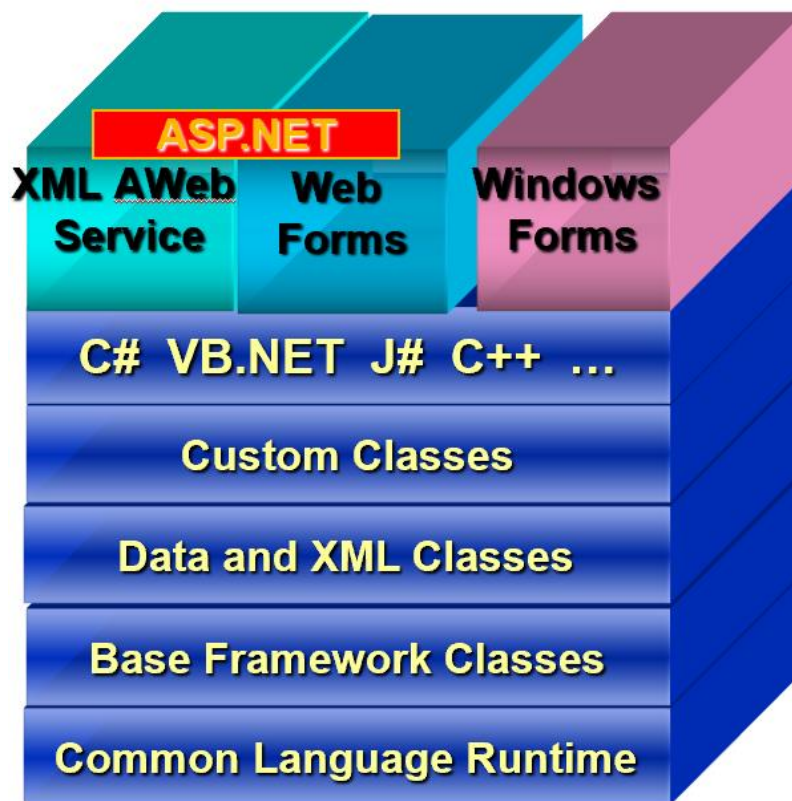 ASP.NET
XML AWeb
Service
Web
Forms
Windows
Forms
C# VB.NET J# C++ ...
Custom Classes
Data and XML Classes
Base Framework Classes
Common Language Runtime